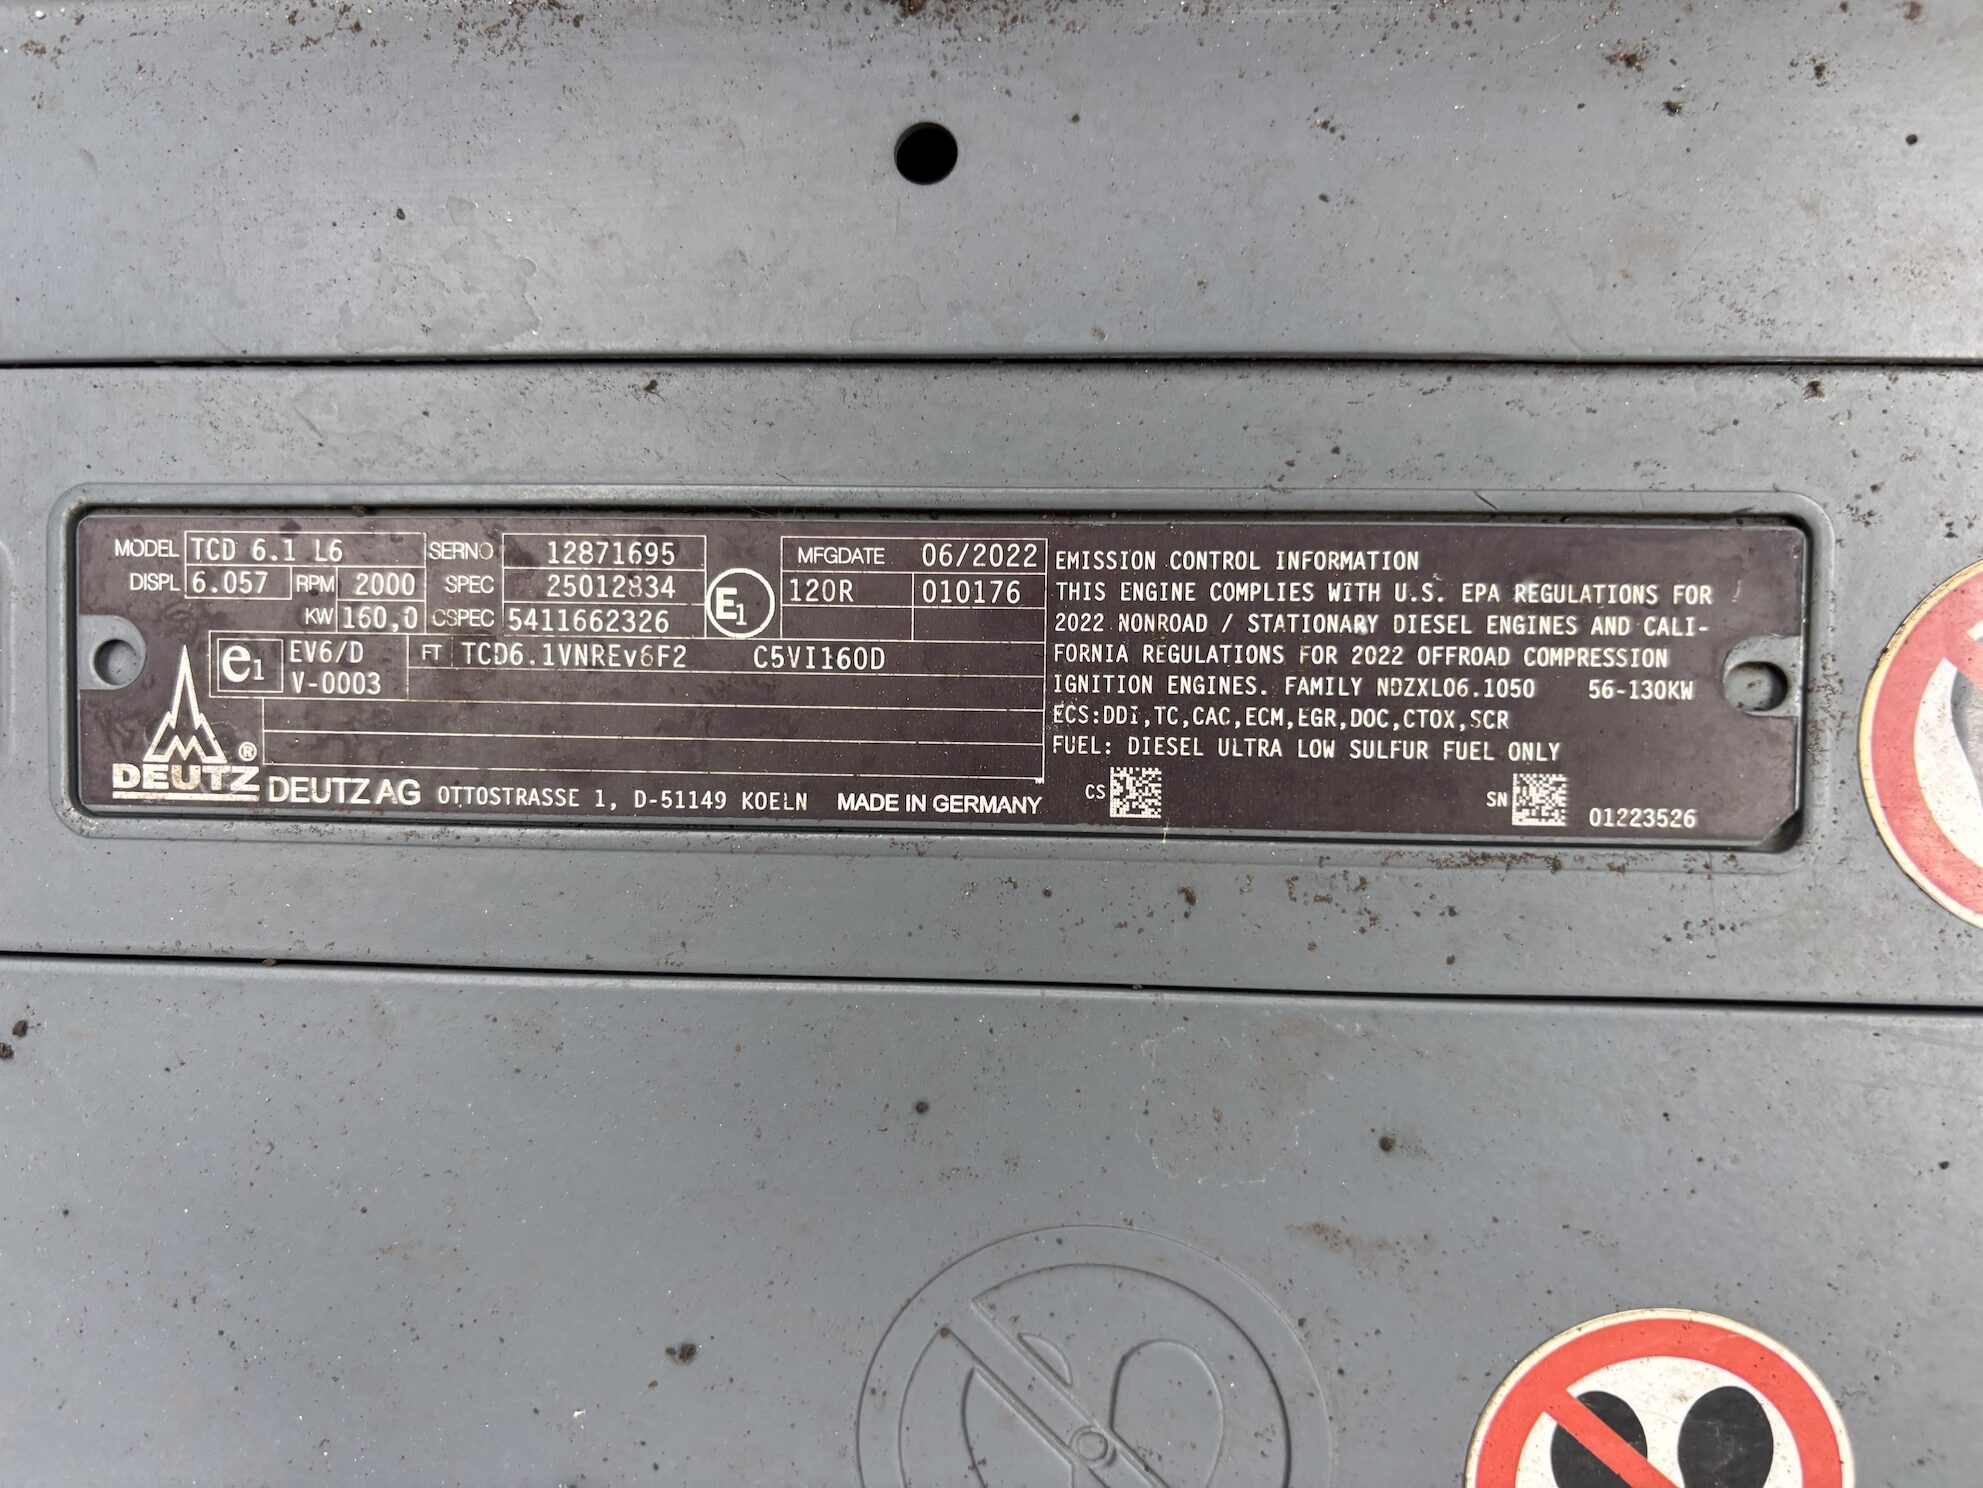 MODEL TCD 6.1 L6 SERNO 12871695 MFGDATE 06/2022
DISPL 6.057 RPM 2000 SPEC 25012834 E1 120R 010176
KW 160,0 CSPEC 5411662326
e1 EV6/D FT TCD6.1VNREv6F2 C5VI160D
V-0003
DEUTZ® DEUTZ AG OTTOSTRASSE 1, D-51149 KOELN MADE IN GERMANY
EMISSION CONTROL INFORMATION
THIS ENGINE COMPLIES WITH U.S. EPA REGULATIONS FOR
2022 NONROAD / STATIONARY DIESEL ENGINES AND CALI-
FORNIA REGULATIONS FOR 2022 OFFROAD COMPRESSION
IGNITION ENGINES. FAMILY NDZXL06.1050 56-130KW
ECS:DDI,TC,CAC,ECM,EGR,DOC,CTOX,SCR
FUEL: DIESEL ULTRA LOW SULFUR FUEL ONLY
CS SN 01223526